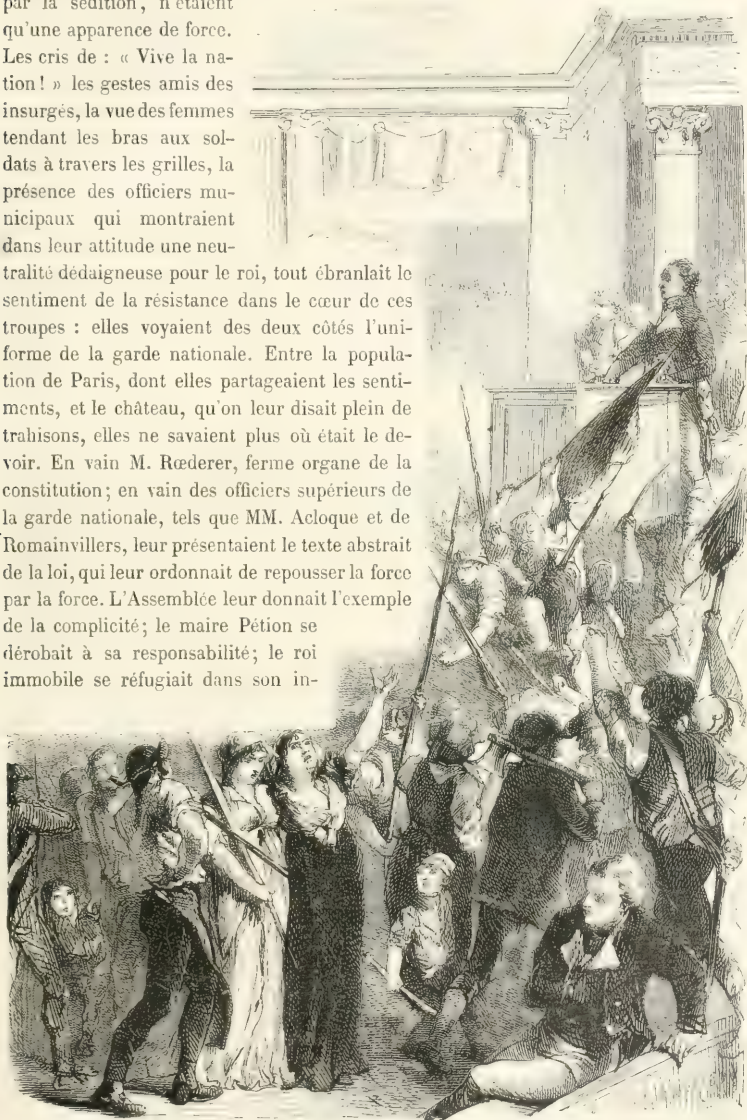 par la sédition, n'étaient
qu'une apparence de force.
Les cris de : « Vive la na-
tion ! » les gestes amis des
insurgés, la vue des femmes
tendant les bras aux sol-
dats à travers les grilles, la
présence des officiers mu-
nicipaux qui montraient
dans leur attitude une neu-
tralité dédaigneuse pour le roi, tout ébranlait le
sentiment de la résistance dans le cœur de ces
troupes : elles voyaient des deux côtés l'uni-
forme de la garde nationale. Entre la popula-
tion de Paris, dont elles partageaient les senti-
ments, et le château, qu'on leur disait plein de
trahisons, elles ne savaient plus où était le de-
voir. En vain M. Rœderer, ferme organe de la
constitution ; en vain des officiers supérieurs de
la garde nationale, tels que MM. Acloque et de
Romainvillers, leur présentaient le texte abstrait
de la loi, qui leur ordonnait de repousser la force
par la force. L'Assemblée leur donnait l'exemple
de la complicité ; le maire Pétion se
dérobait à sa responsabilité ; le roi
immobile se réfugiait dans son in-